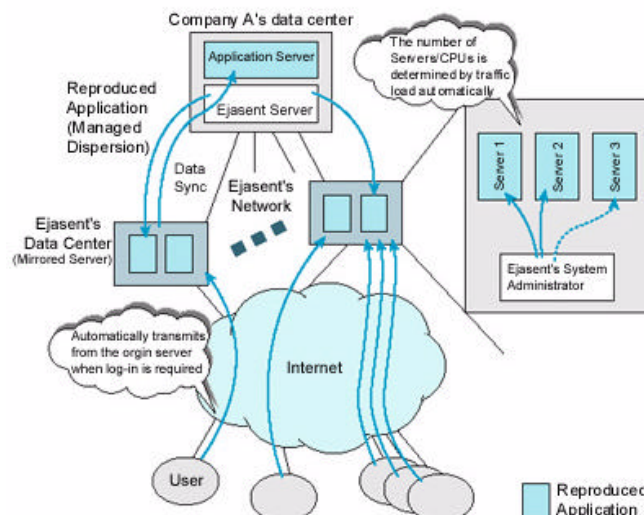 Company A's data center
Application Server
Ejasent Server
The number of
Servers/CPUs is
determined by traffic
load automatically
Reproduced
Application
(Managed
Dispersion)
Data
Sync
Ejasent's
Network
Server 1
Server 2
Server 3
Ejasent's
Data Center
(Mirrored Server)
Ejasent's System
Administrator
Automatically transmits
from the orgin server
when log-in is required
Internet
User
Reproduced
Application